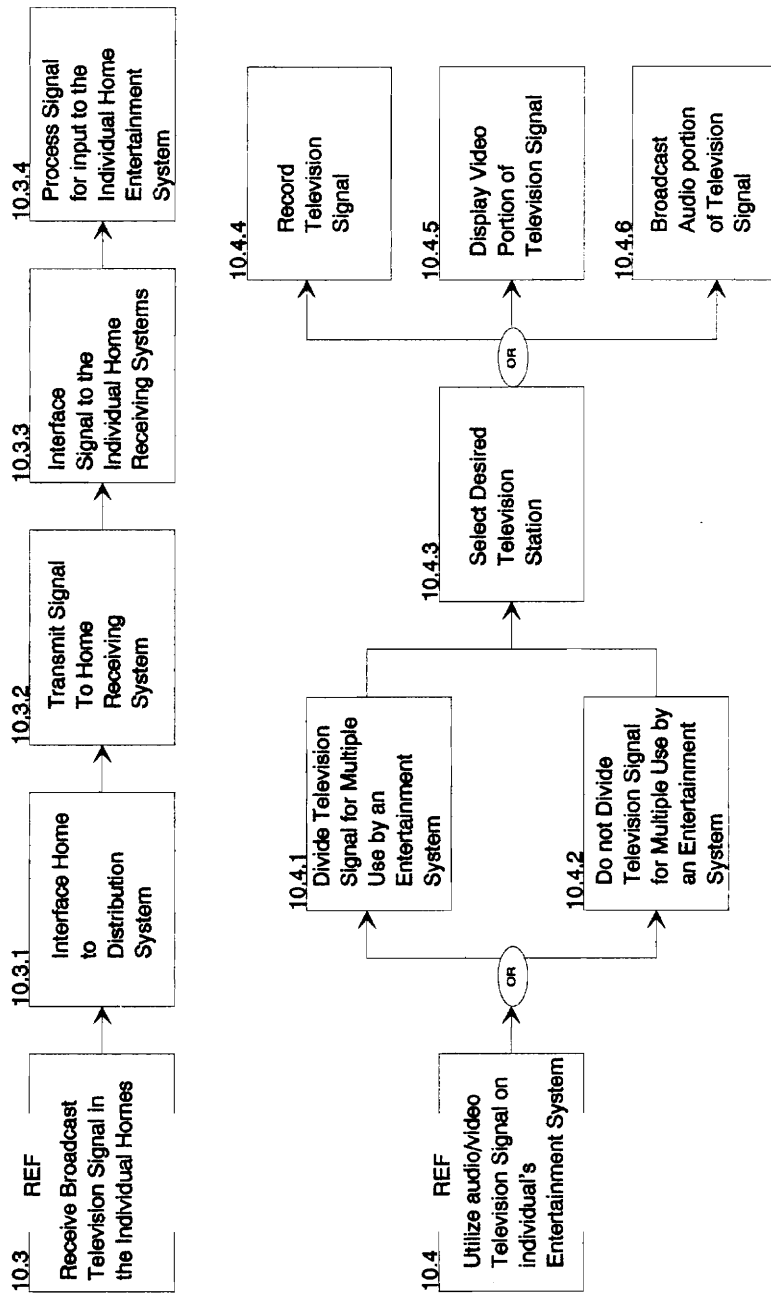 10.3 REF
Receive Broadcast
Television Signal in
the Individual Homes
10.3.1
Interface Home
to
Distribution
System
10.3.2
Transmit Signal
To Home
Receiving
System
10.3.3
Interface
Signal to the
Individual Home
Receiving Systems
10.3.4
Process Signal
for input to the
Individual Home
Entertainment
System
10.4 REF
Utilize audio/video
Television Signal on
individual's
Entertainment System
OR
10.4.1
Divide Television
Signal for Multiple
Use by an
Entertainment
System
10.4.2
Do not Divide
Television Signal
for Multiple Use by
an Entertainment
System
10.4.3
Select Desired
Television
Station
OR
10.4.4
Record
Television
Signal
10.4.5
Display Video
Portion of
Television Signal
10.4.6
Broadcast
Audio portion
of Television
Signal